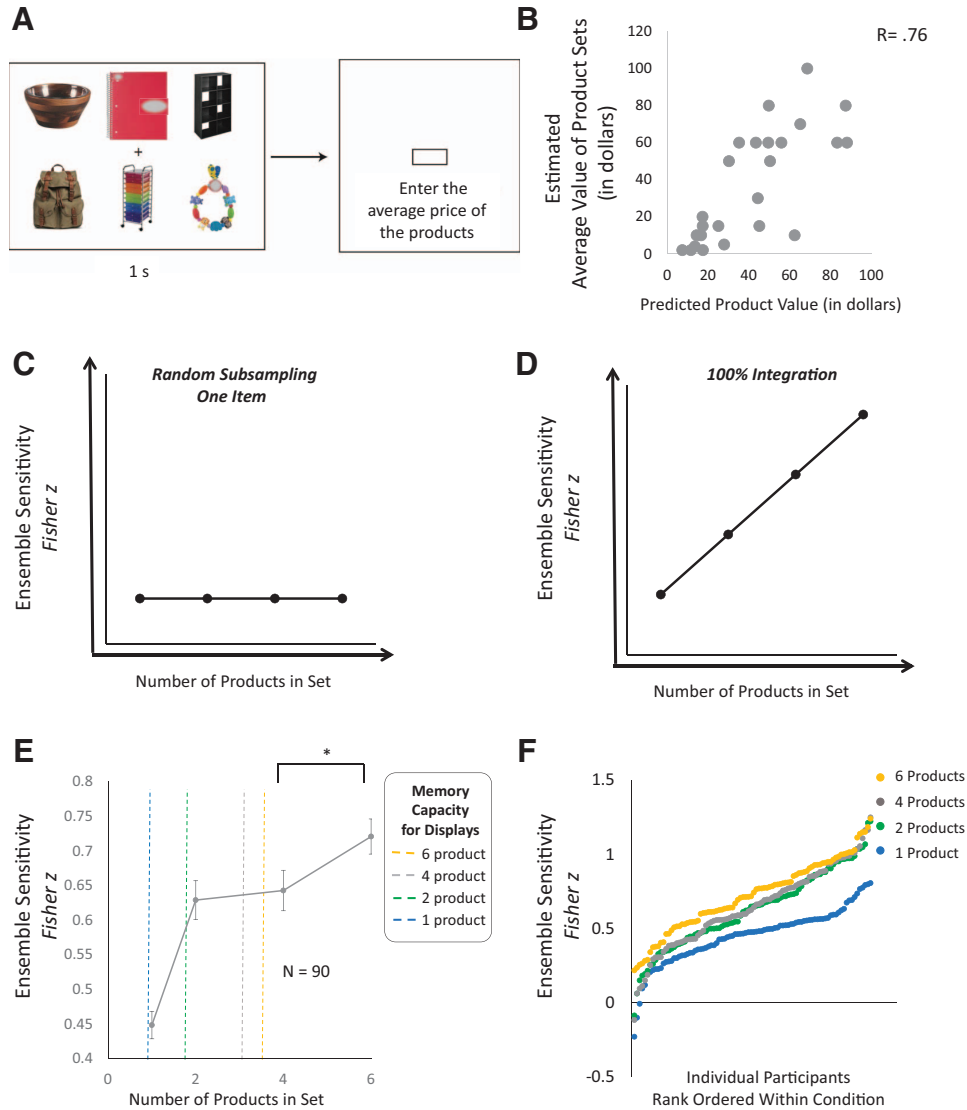 A
+
1 s
Enter the
average price of
the products
B
R= .76
Estimated
Average Value of Product Sets
(in dollars)
120
100
80
60
40
20
0
0 20 40 60 80 100
Predicted Product Value (in dollars)
C
Random Subsampling
One Item
Ensemble Sensitivity
Fisher z
Number of Products in Set
D
100% Integration
Ensemble Sensitivity
Fisher z
Number of Products in Set
E
*
Ensemble Sensitivity
Fisher z
0.8
0.75
0.7
0.65
0.6
0.55
0.5
0.45
0.4
N = 90
0 2 4 6
Number of Products in Set
Memory
Capacity
for Displays
6 product
4 product
2 product
1 product
F
Ensemble Sensitivity
Fisher z
1.5
1
0.5
0
-0.5
6 Products
4 Products
2 Products
1 Product
Individual Participants
Rank Ordered Within Condition